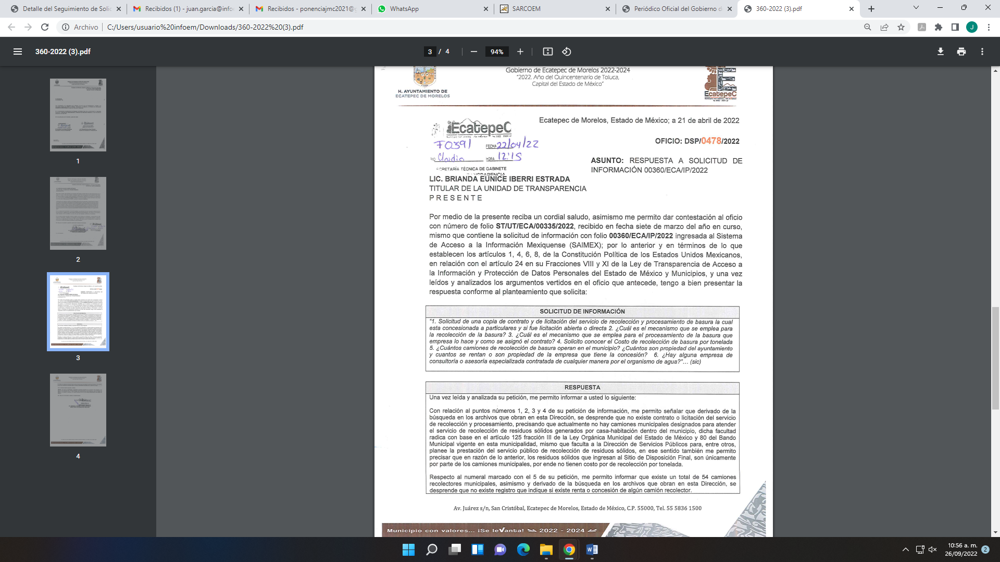 Detalle del Seguimiento de Solic
Recibidos (1) - juan.garcia@info
Recibidos - ponenciajmc2021@g
WhatsApp
SARCOEM
Periódico Oficial del Gobierno d
360-2022 (3).pdf
Archivo
C:/Users/usuario%20infoem/Downloads/360-2022%20(3).pdf
J
360-2022 (3).pdf
3 / 4
94%
1
2
3
4
Gobierno de Ecatepec de Morelos 2022-2024
"2022. Año del Quincentenario de Toluca,
Capital del Estado de México"
H. AYUNTAMIENTO DE
ECATEPEC DE MORELOS
EcatepeC
Ecatepec de Morelos, Estado de México; a 21 de abril de 2022
EcatepeC
FECHA 22/04/22
Claudia HORA 12:15
SECRETARÍA TÉCNICA DE GABINETE
OFICIO: DSP/0478/2022
ASUNTO: RESPUESTA A SOLICITUD DE
INFORMACIÓN 00360/ECA/IP/2022
LIC. BRIANDA EUNICE IBERRI ESTRADA
TITULAR DE LA UNIDAD DE TRANSPARENCIA
P R E S E N T E
Por medio de la presente reciba un cordial saludo, asimismo me permito dar contestación al oficio
con número de folio ST/UT/ECA/00335/2022, recibido en fecha siete de marzo del año en curso,
mismo que contiene la solicitud de información con folio 00360/ECA/IP/2022 ingresada al Sistema
de Acceso a la Información Mexiquense (SAIMEX); por lo anterior y en términos de lo que
establecen los artículos 1, 4, 6, 8, de la Constitución Política de los Estados Unidos Mexicanos,
en relación con el artículo 24 en su Fracciones VIII y XI de la Ley de Transparencia de Acceso a
la Información y Protección de Datos Personales del Estado de México y Municipios, y una vez
leídos y analizados los argumentos vertidos en el oficio que antecede, tengo a bien presentar la
respuesta conforme al planteamiento que solicita:
SOLICITUD DE INFORMACIÓN
"1. Solicitud de una copia de contrato y de licitación del servicio de recolección y procesamiento de basura la cual
esta concesionada a particulares y si fue licitación abierta o directa 2. ¿Cuál es el mecanismo que se emplea para
la recolección de la basura? 3. ¿Cuál es el mecanismo que se emplea para el procesamiento de la basura que
empresa lo hace y como se asignó el contrato? 4. Solicito conocer el Costo de recolección de basura por tonelada
5. ¿Cuántos camiones de recolección de basura operan en el municipio? ¿Cuántos son propiedad del ayuntamiento
y cuantos se rentan o son propiedad de la empresa que tiene la concesión? 6. ¿Hay alguna empresa de
consultoría o asesoría especializada contratada de cualquier manera por el organismo de agua?"... (sic)
RESPUESTA
Una vez leída y analizada su petición, me permito informar a usted lo siguiente:
Con relación al puntos números 1, 2, 3 y 4 de su petición de información, me permito señalar que derivado de la
búsqueda en los archivos que obran en esta Dirección, se desprende que no existe contrato o licitación del servicio
de recolección y procesamiento, precisando que actualmente no hay camiones municipales designados para atender
el servicio de recolección de residuos sólidos generados por casa-habitación dentro del municipio, dicha facultad
radica con base en el artículo 125 fracción III de la Ley Orgánica Municipal del Estado de México y 80 del Bando
Municipal vigente en esta municipalidad, mismo que faculta a la Dirección de Servicios Públicos para, entre otros,
planee la prestación del servicio público de recolección de residuos sólidos, en ese sentido también me permito
precisar que en razón de lo anterior, los residuos sólidos que ingresan al Sitio de Disposición Final, son únicamente
por parte de los camiones municipales, por ende no tienen costo por de recolección por tonelada.
Respecto al numeral marcado con el 5 de su petición, me permito informar que existe un total de 54 camiones
recolectores municipales, asimismo y derivado de la búsqueda en los archivos que obran en esta Dirección, se
desprende que no existe registro que indique si existe renta o concesión de algún camión recolector.
Av. Juárez s/n, San Cristóbal, Ecatepec de Morelos, Estado de México, C.P. 55000, Tel. 55 5836 1500
Municipio con valores... ¡Se leVanta! 2022 - 2024
10:56 a. m.
26/09/2022
2